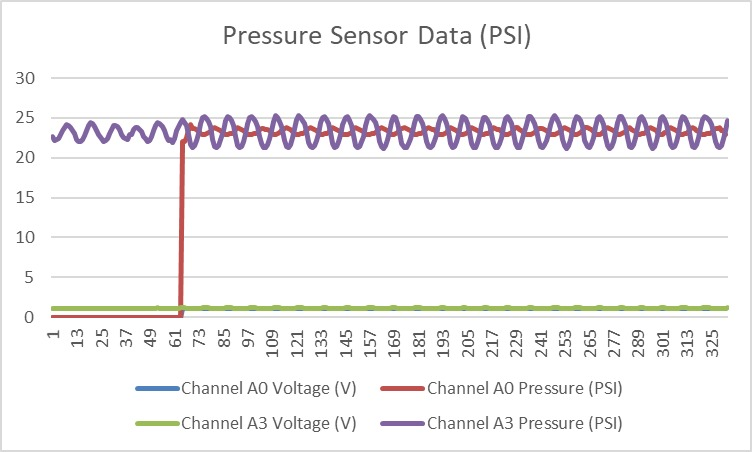 Pressure Sensor Data (PSI)
30
25
20
15
10
5
0
1 13 25 37 49 61 73 85 97 109 121 133 145 157 169 181 193 205 217 229 241 253 265 277 289 301 313 325
Channel A0 Voltage (V) Channel A0 Pressure (PSI)
Channel A3 Voltage (V) Channel A3 Pressure (PSI)